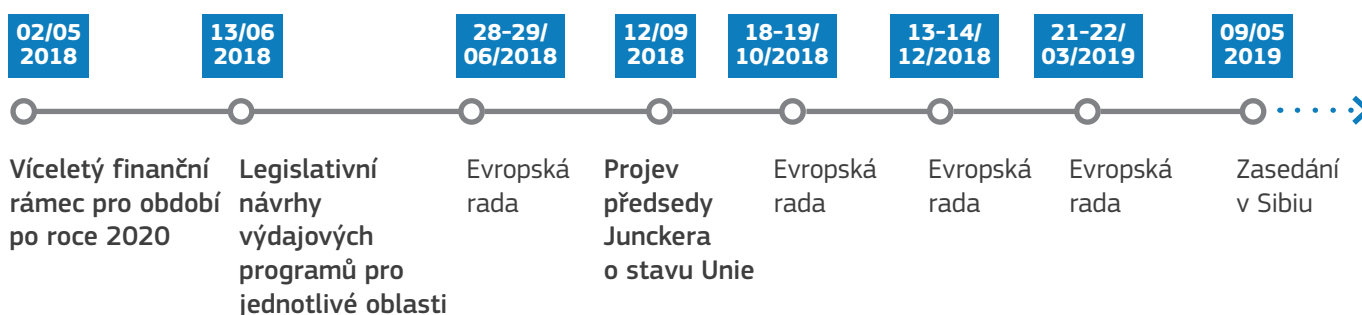 02/05
2018
13/06
2018
28-29/
06/2018
12/09
2018
18-19/
10/2018
13-14/
12/2018
21-22/
03/2019
09/05
2019
Víceletý finanční
rámec pro období
po roce 2020
Legislativní
návrhy
výdajových
programů pro
jednotlivé oblasti
Evropská
rada
Projev
předsedy
Junckera
o stavu Unie
Evropská
rada
Evropská
rada
Evropská
rada
Zasedání
v Sibiu